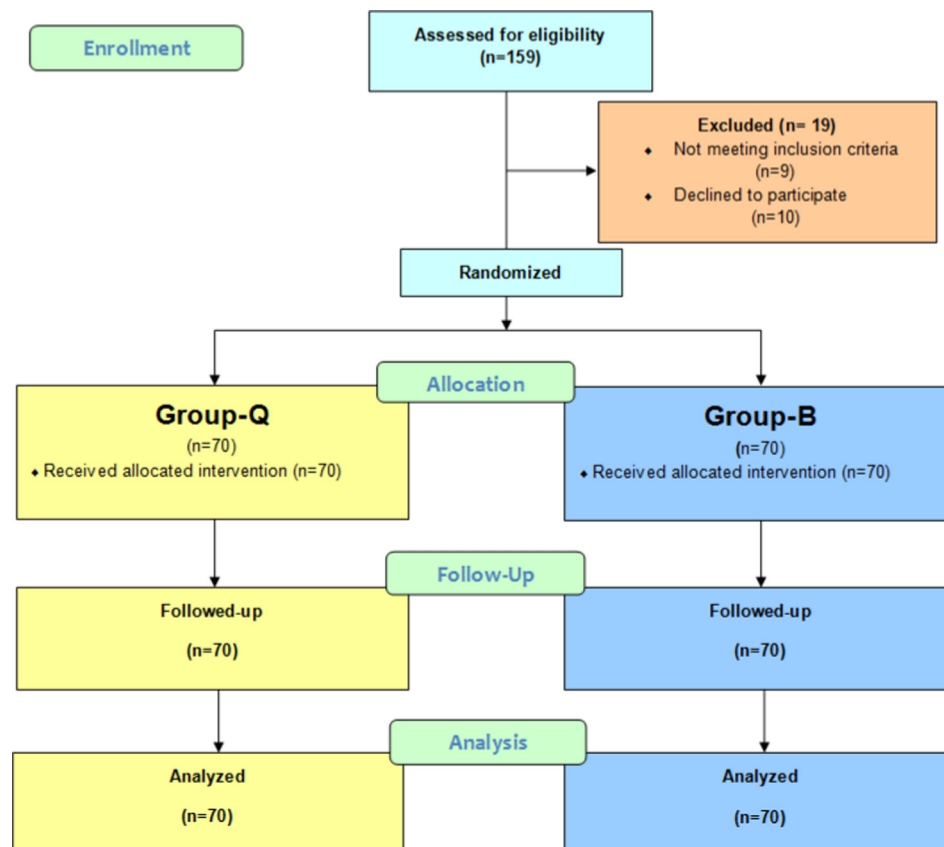 Enrollment
Assessed for eligibility
(n=159)
Excluded (n= 19)
⬥ Not meeting inclusion criteria
(n=9)
⬥ Declined to participate
(n=10)
Randomized
Allocation
Group-Q
(n=70)
⬥ Received allocated intervention (n=70)
Group-B
(n=70)
⬥ Received allocated intervention (n=70)
Follow-Up
Followed-up
(n=70)
Followed-up
(n=70)
Analysis
Analyzed
(n=70)
Analyzed
(n=70)